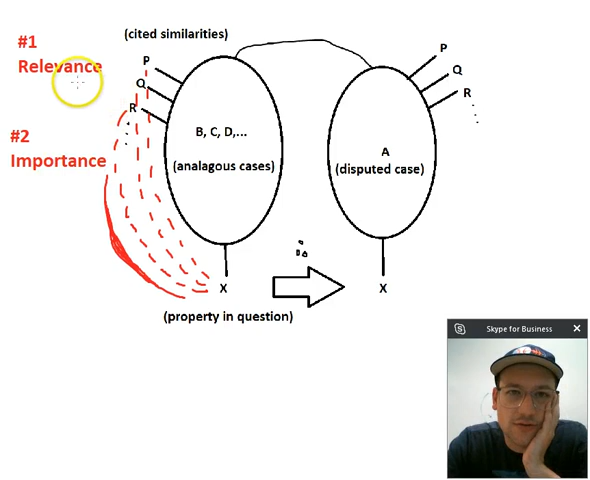 (cited similarities)
#1
Relevance
P
Q
R
#2
Importance
B, C, D,...
(analagous cases)
X
(property in question)
P
Q
R
A
(disputed case)
X
Skype for Business